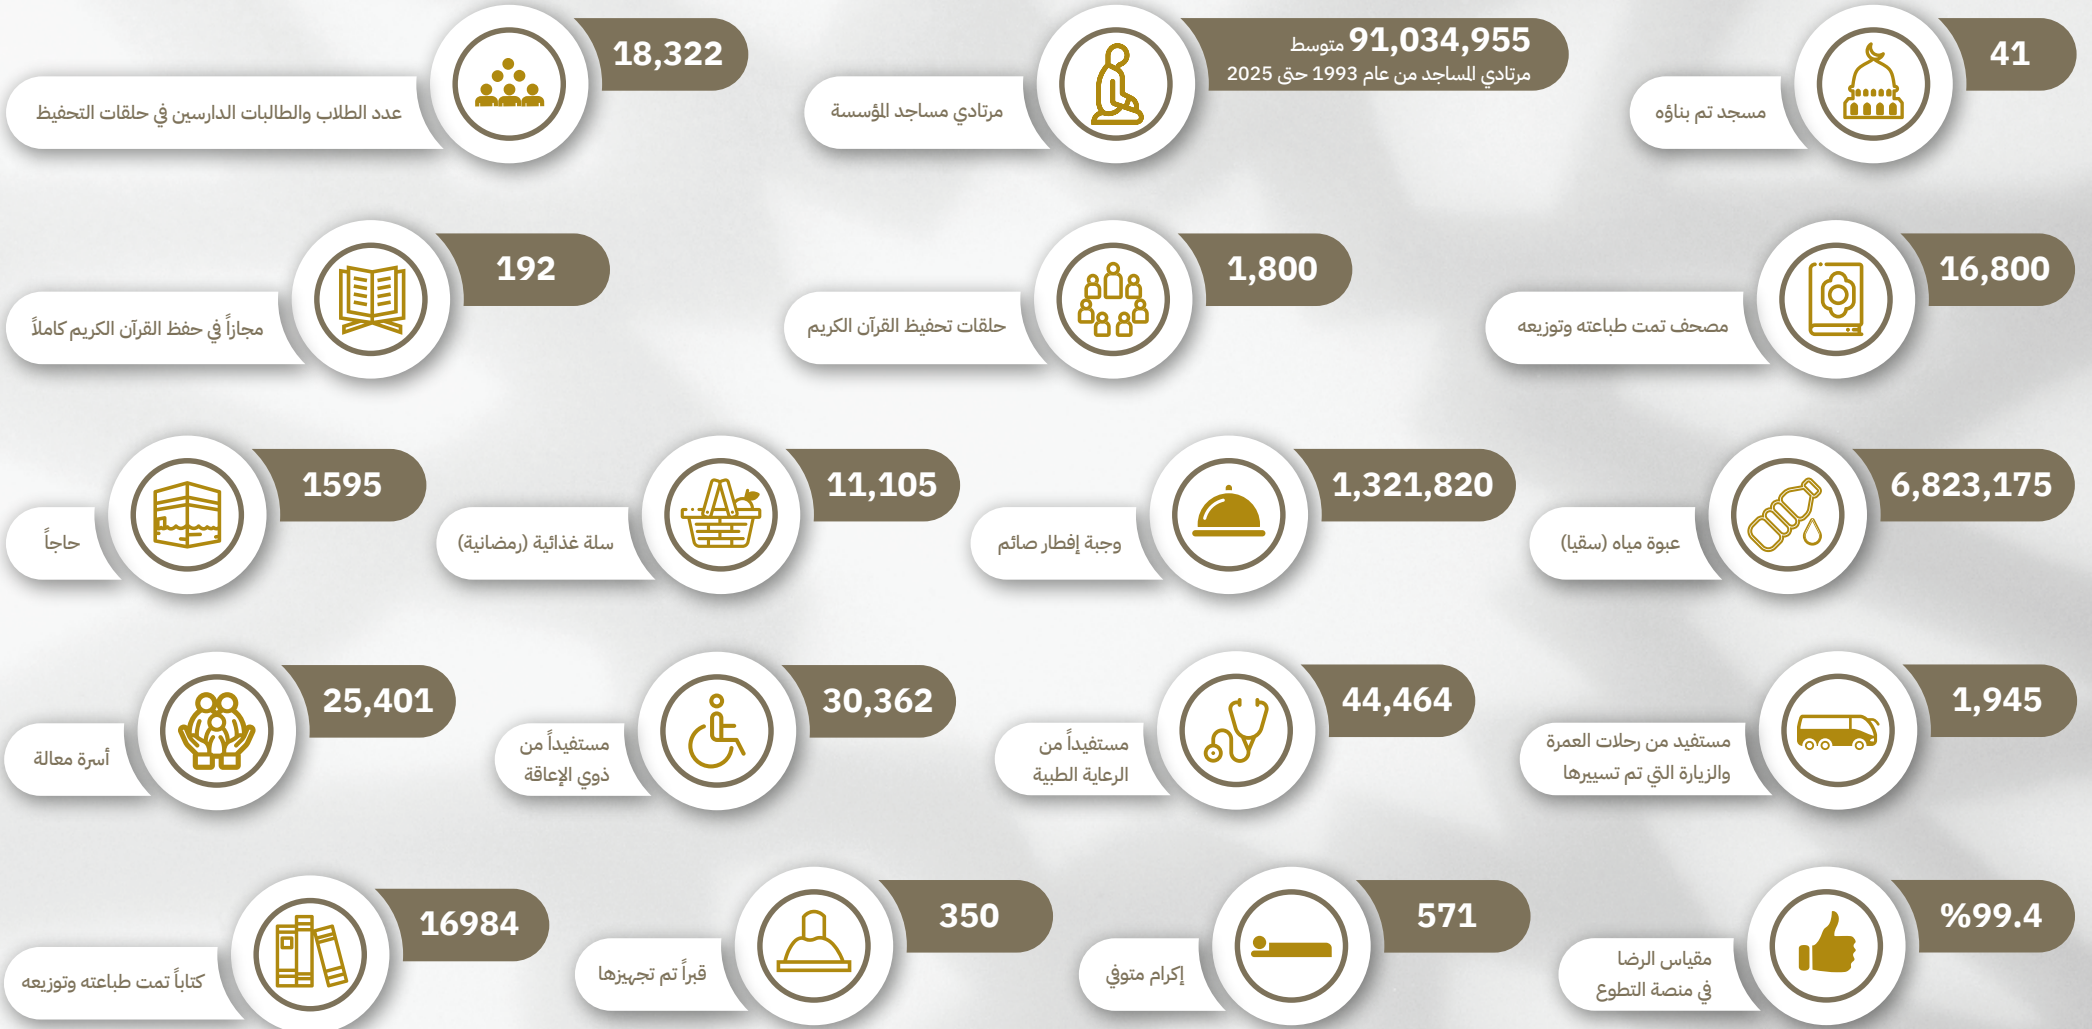 41
مسجد تم بناؤه
91,034,955 متوسط
مرتادي المساجد من عام 1993 حتى 2025
مرتادي مساجد المؤسسة
18,322
عدد الطلاب والطالبات الدارسين في حلقات التحفيظ
16,800
مصحف تمت طباعته وتوزيعه
1,800
حلقات تحفيظ القرآن الكريم
192
مجازاً في حفظ القرآن الكريم كاملاً
6,823,175
عبوة مياه (سقيا)
1,321,820
وجبة إفطار صائم
11,105
سلة غذائية (رمضانية)
1595
حاجاً
1,945
مستفيد من رحلات العمرة
والزيارة التي تم تسييرها
44,464
مستفيداً من
الرعاية الطبية
30,362
مستفيداً من
ذوي الإعاقة
25,401
أسرة معالة
%99.4
مقياس الرضا
في منصة التطوع
571
إكرام متوفي
350
قبراً تم تجهيزها
16984
كتاباً تمت طباعته وتوزيعه